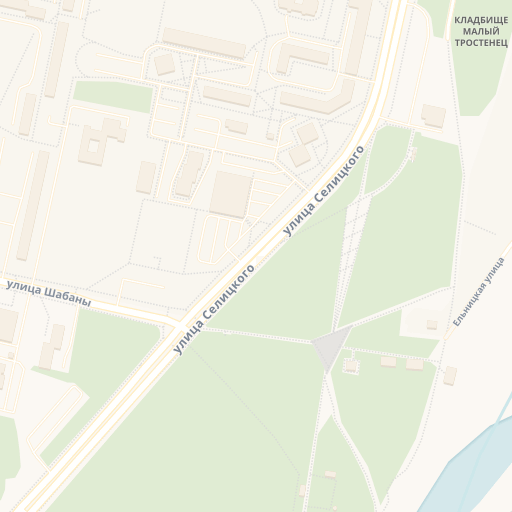 КЛАДБИЩЕ
МАЛЫЙ
ТРОСТЕНЕЦ
улица Селицкого
Ельницкая улица
улица Шабаны
улица Селицкого